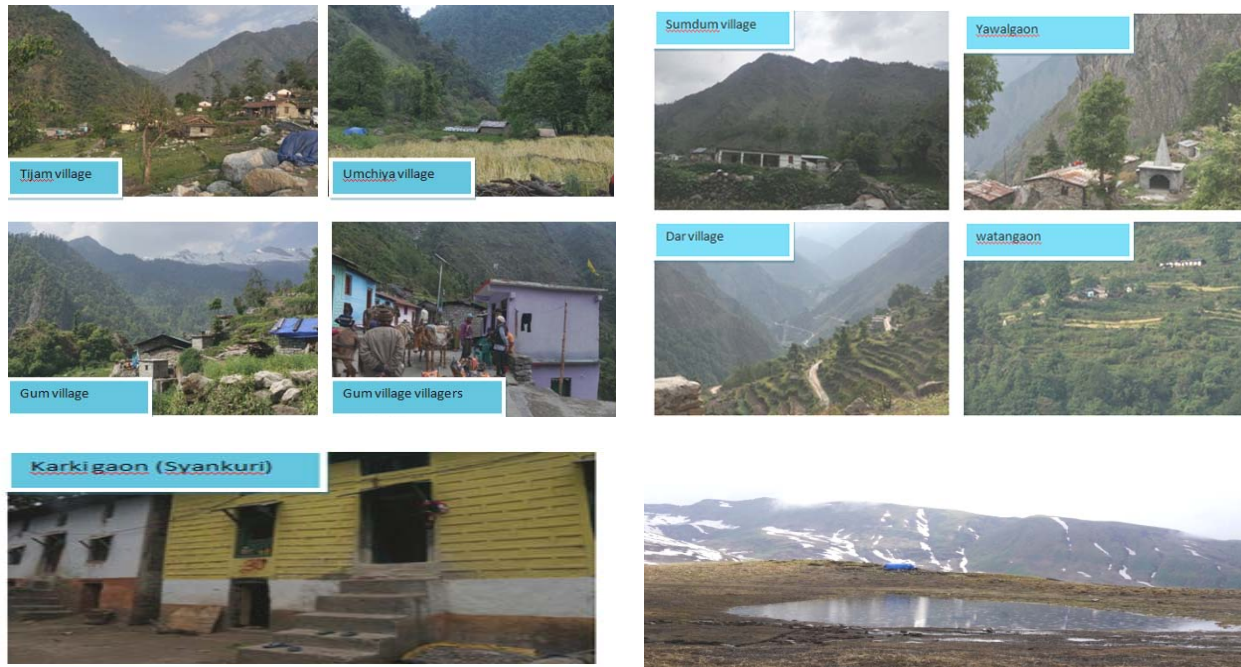 Tijam village
Umchiya village
Sumdum village
Yawalgaon
Gum village
Gum village villagers
Dar village
watangaon
Karki gaon (Syankuri)